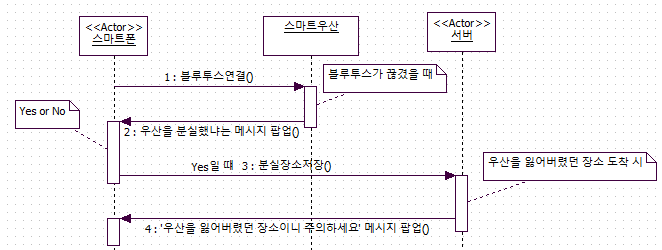 <<Actor>>
스마트폰
스마트우산
<<Actor>>
서버
1 : 블루투스연결()
블루투스가 끊겼을 때
Yes or No
2 : 우산을 분실했냐는 메시지 팝업()
Yes일 때 3 : 분실장소저장()
우산을 잃어버렸던 장소 도착 시
4 : '우산을 잃어버렸던 장소이니 주의하세요' 메시지 팝업()